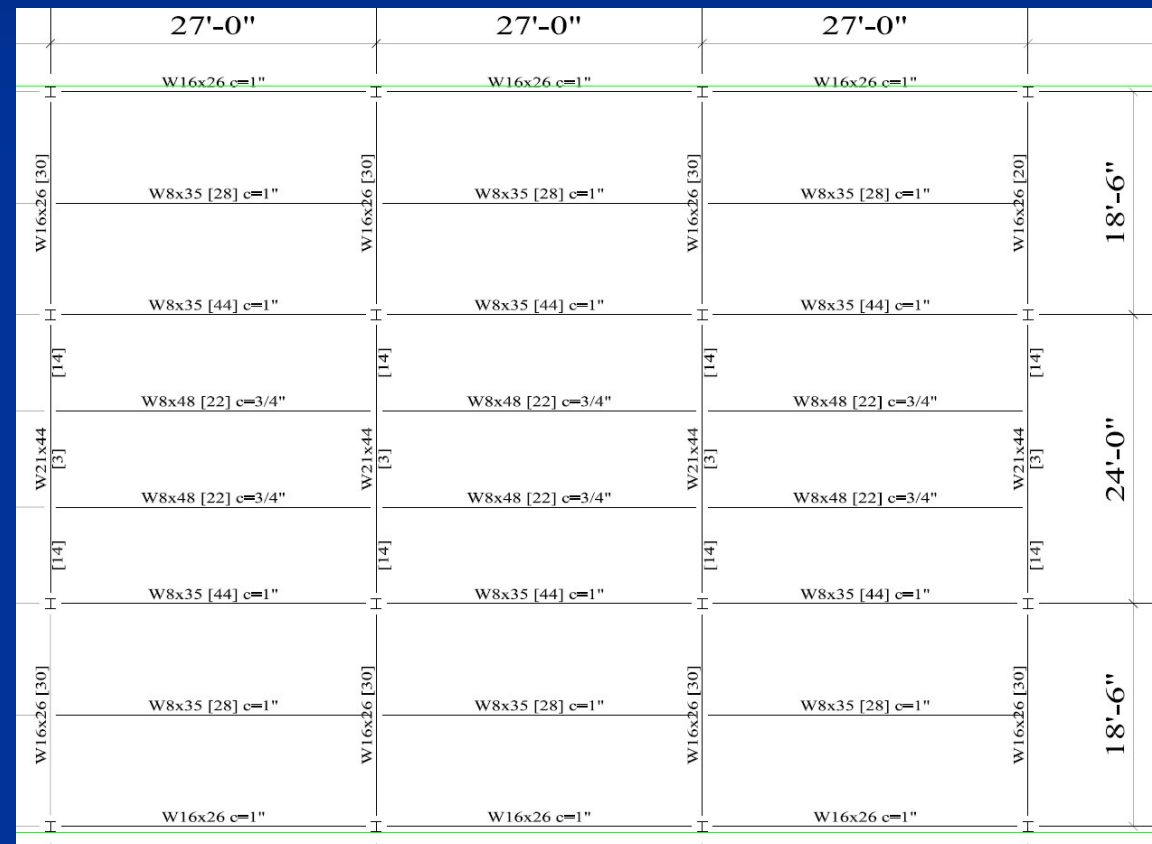 27'-0" 27'-0" 27'-0"
W16x26 c=1" W16x26 c=1" W16x26 c=1"
W16x26 [30] W16x26 [30] W16x26 [30] W16x26 [20]
18'-6"
W8x35 [28] c=1" W8x35 [28] c=1" W8x35 [28] c=1"
W8x35 [44] c=1" W8x35 [44] c=1" W8x35 [44] c=1"
[14] [14] [14] [14]
W8x48 [22] c=3/4" W8x48 [22] c=3/4" W8x48 [22] c=3/4"
W21x44 W21x44 W21x44 W21x44
[3] [3] [3] [3]
24'-0"
W8x48 [22] c=3/4" W8x48 [22] c=3/4" W8x48 [22] c=3/4"
[14] [14] [14] [14]
W8x35 [44] c=1" W8x35 [44] c=1" W8x35 [44] c=1"
W16x26 [30] W16x26 [30] W16x26 [30] W16x26 [30]
18'-6"
W8x35 [28] c=1" W8x35 [28] c=1" W8x35 [28] c=1"
W16x26 c=1" W16x26 c=1" W16x26 c=1"